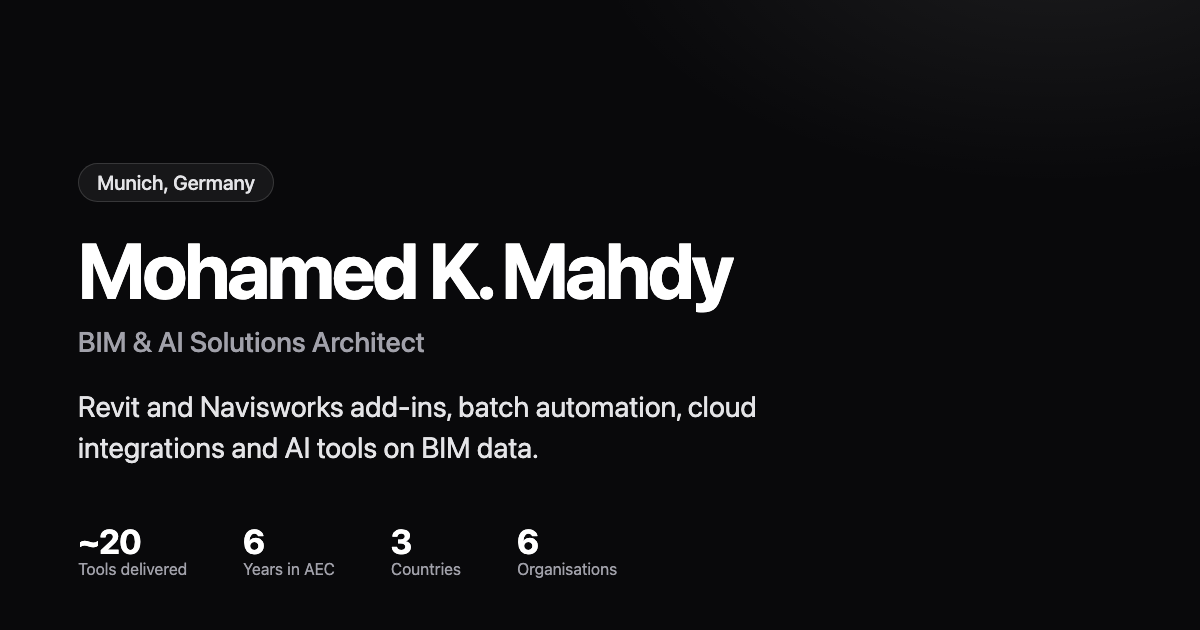 Munich, Germany
Mohamed K. Mahdy
BIM & AI Solutions Architect
Revit and Navisworks add-ins, batch automation, cloud
integrations and AI tools on BIM data.
~20 6 3 6
Tools delivered Years in AEC Countries Organisations